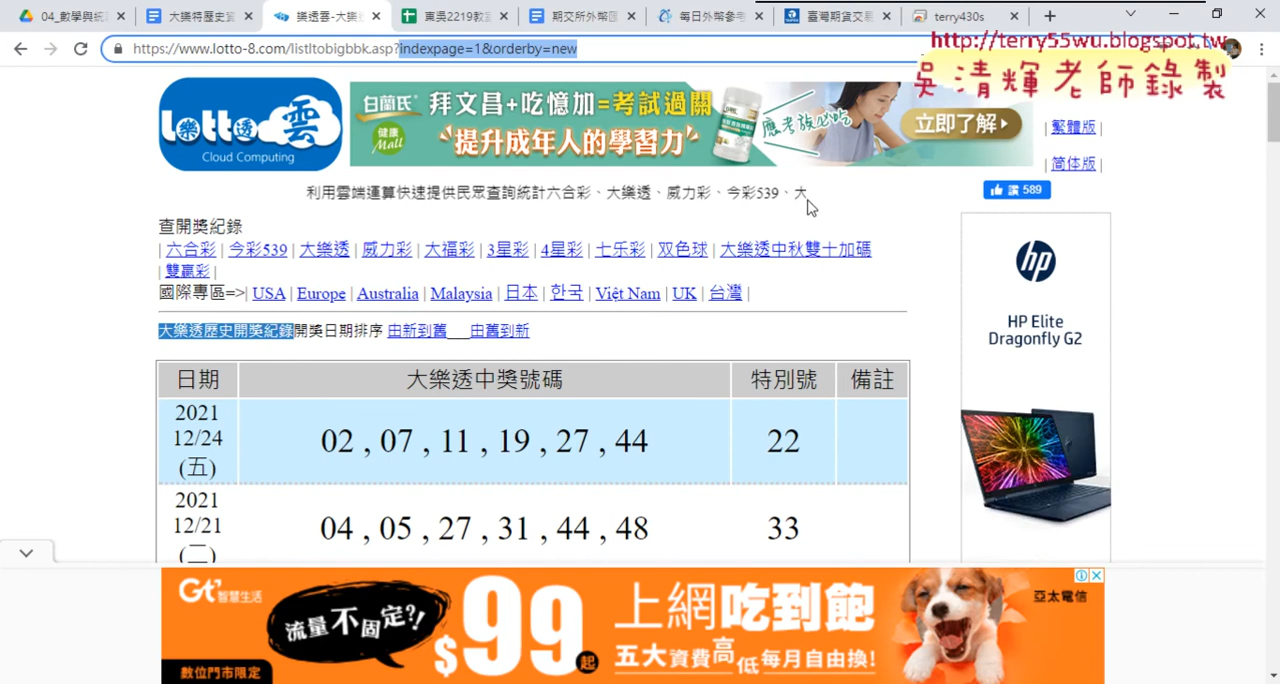 04_數學與統
大樂特歷史資
樂透雲-大樂
東吳2219教室
期交所外幣匯
每日外幣參考
臺灣期貨交易
terry430s
https://www.lotto-8.com/listltobigbbk.asp?indexpage=1&orderby=new
http://terry55wu.blogspot.tw
吳清輝老師錄製
Lotto
樂透雲
Cloud Computing
白蘭氏
健康
Mall
拜文昌+吃憶加=考試過關
提升成年人的學習力
應考族必吃
立即了解
| 繁體版 |
| 简体版 |
利用雲端運算快速提供民眾查詢統計六合彩、大樂透、威力彩、今彩539、大
讚 589
查開獎紀錄
| 六合彩 | 今彩539 | 大樂透 | 威力彩 | 大福彩 | 3星彩 | 4星彩 | 七乐彩 | 双色球 | 大樂透中秋雙十加碼
| 雙贏彩 |
國際專區=>| USA | Europe | Australia | Malaysia | 日本 | 한국 | Việt Nam | UK | 台灣 |
大樂透歷史開獎紀錄開獎日期排序 由新到舊___由舊到新
日期 大樂透中獎號碼 特別號 備註
2021
12/24
(五)
02 , 07 , 11 , 19 , 27 , 44
22
2021
12/21
(二)
04 , 05 , 27 , 31 , 44 , 48
33
hp
HP Elite
Dragonfly G2
Gt 智慧生活
流量不固定?!
$99起
數位門市限定
上網吃到飽
五大資費高低每月自由換!
亞太電信